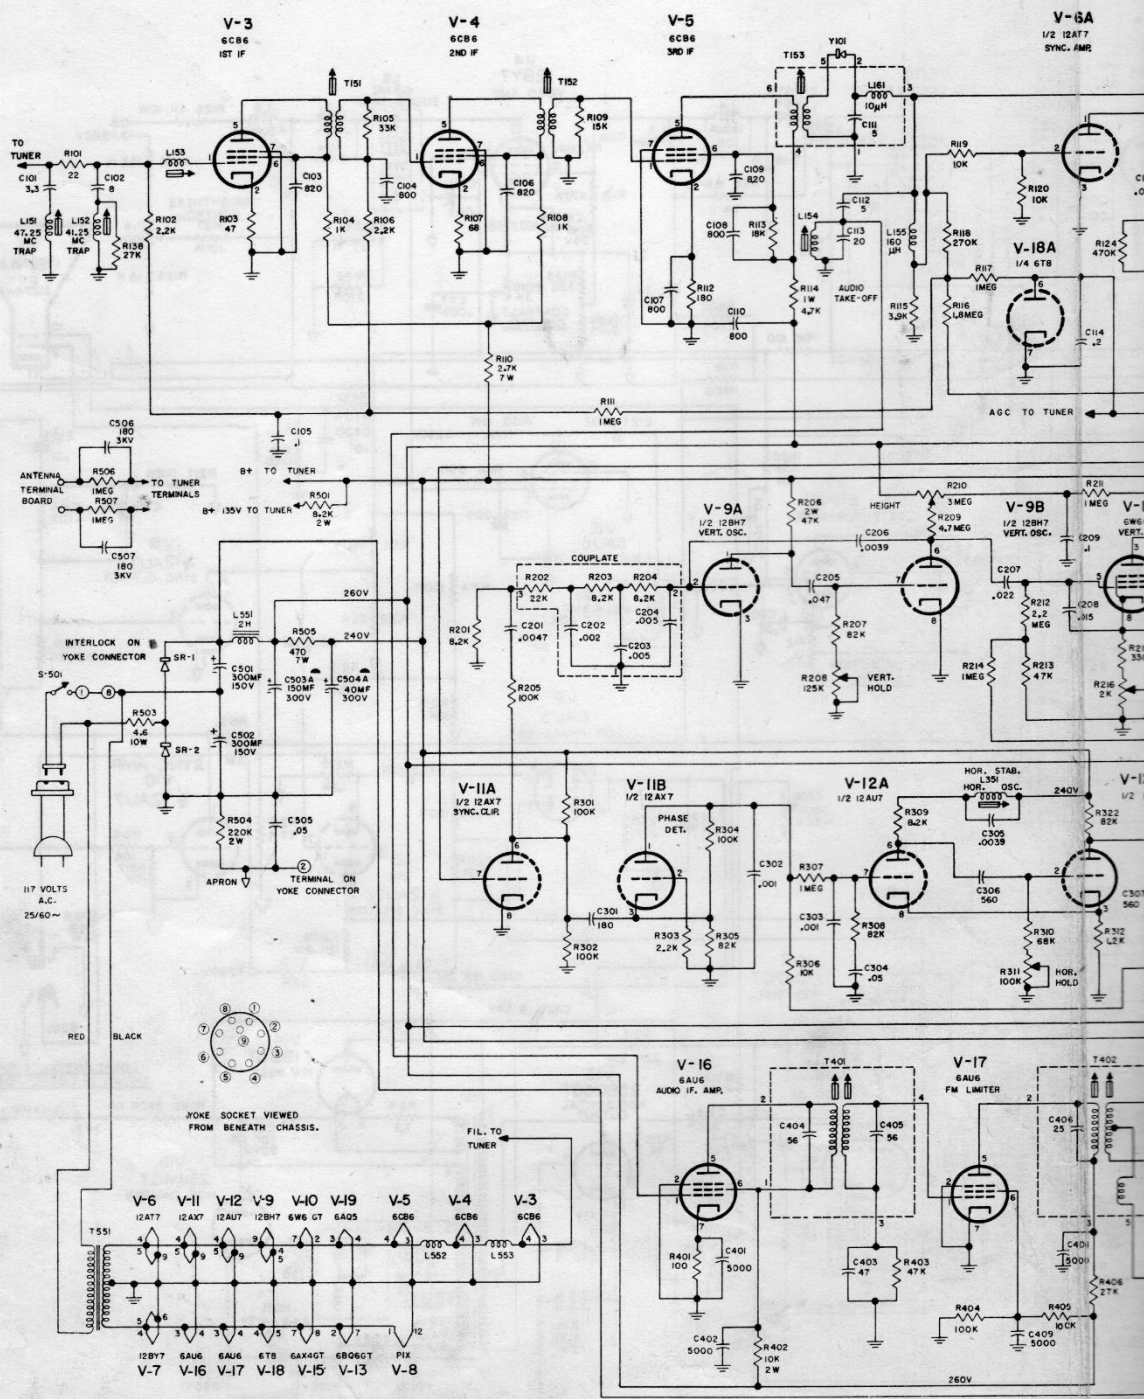 V-3
6CB6
1ST IF
V-4
6CB6
2ND IF
V-5
6CB6
3RD IF
V-6A
1/2 12AT7
SYNC. AMP.
T151
T152
T153
Y101
5
2
6
3
4
1
L161
10µH
C111
5
R105
33K
R109
15K
TO
TUNER
R101
22
L153
C101
3.3
C102
8
L151
47.25
MC
TRAP
L152
41.25
MC
TRAP
R138
27K
R102
2.2K
R103
47
C103
820
R104
1K
R106
2.2K
C104
800
R107
68
C106
820
R108
1K
C109
820
C108
800
R113
18K
C107
800
R112
180
C110
800
R114
1W
4.7K
L154
C112
5
C113
20
AUDIO
TAKE-OFF
L155
160
µH
R115
3.9K
R118
270K
R116
1.8MEG
R117
1MEG
R119
10K
R120
10K
V-18A
1/4 6T8
C114
.2
R124
470K
R110
2.7K
7W
R111
1MEG
C105
.1
AGC TO TUNER
C506
180
3KV
ANTENNA
TERMINAL
BOARD
R506
1MEG
R507
1MEG
TO TUNER
TERMINALS
C507
180
3KV
B+ TO TUNER
R501
8.2K
2W
B+ 135V TO TUNER
V-9A
1/2 12BH7
VERT. OSC.
R206
2W
47K
HEIGHT
R210
3MEG
R209
4.7MEG
C206
.0039
V-9B
1/2 12BH7
VERT. OSC.
R211
1MEG
C209
.1
COUPLATE
R202
22K
R203
8.2K
R204
8.2K
C201
.0047
C202
.002
C204
.005
C203
.005
R201
8.2K
R205
100K
C205
.047
R207
82K
R208
125K
VERT.
HOLD
C207
.022
R212
2.2
MEG
C208
.015
R214
1MEG
R213
47K
R216
2K
260V
240V
L551
2H
R505
470
7W
INTERLOCK ON
YOKE CONNECTOR
S-501
SR-1
SR-2
C501
300MF
150V
C503A
150MF
300V
C504A
40MF
300V
R503
4.6
10W
C502
300MF
150V
R504
220K
2W
C505
.05
APRON
2
TERMINAL ON
YOKE CONNECTOR
117 VOLTS
A.C.
25/60~
V-11A
1/2 12AX7
SYNC. CLIP.
R301
100K
V-11B
1/2 12AX7
PHASE
DET.
R304
100K
C302
.001
C301
180
R302
100K
R303
2.2K
R305
82K
V-12A
1/2 12AU7
R307
1MEG
C303
.001
R308
82K
R306
10K
C304
.05
R309
8.2K
HOR. STAB.
L351
HOR. OSC.
C305
.0039
240V
R322
82K
C306
560
R310
68K
R311
100K
HOR.
HOLD
R312
1.2K
C307
560
RED
BLACK
8 1
7 2
9
6 3
5 4
YOKE SOCKET VIEWED
FROM BENEATH CHASSIS.
FIL. TO
TUNER
V-16
6AU6
AUDIO IF. AMP.
T401
C404
56
C405
56
V-17
6AU6
FM LIMITER
T402
C406
25
R401
100
C401
5000
C403
47
R403
47K
C402
5000
R402
10K
2W
R404
100K
R405
10CK
C409
5000
R406
27K
260V
V-6 V-11 V-12 V-9 V-10 V-19 V-5 V-4 V-3
12AT7 12AX7 12AU7 12BH7 6W6 GT 6AQ5 6CB6 6CB6 6CB6
T551
L552
L553
12BY7 6AU6 6AU6 6T8 6AX4GT 6BQ6GT PIX
V-7 V-16 V-17 V-18 V-15 V-13 V-8